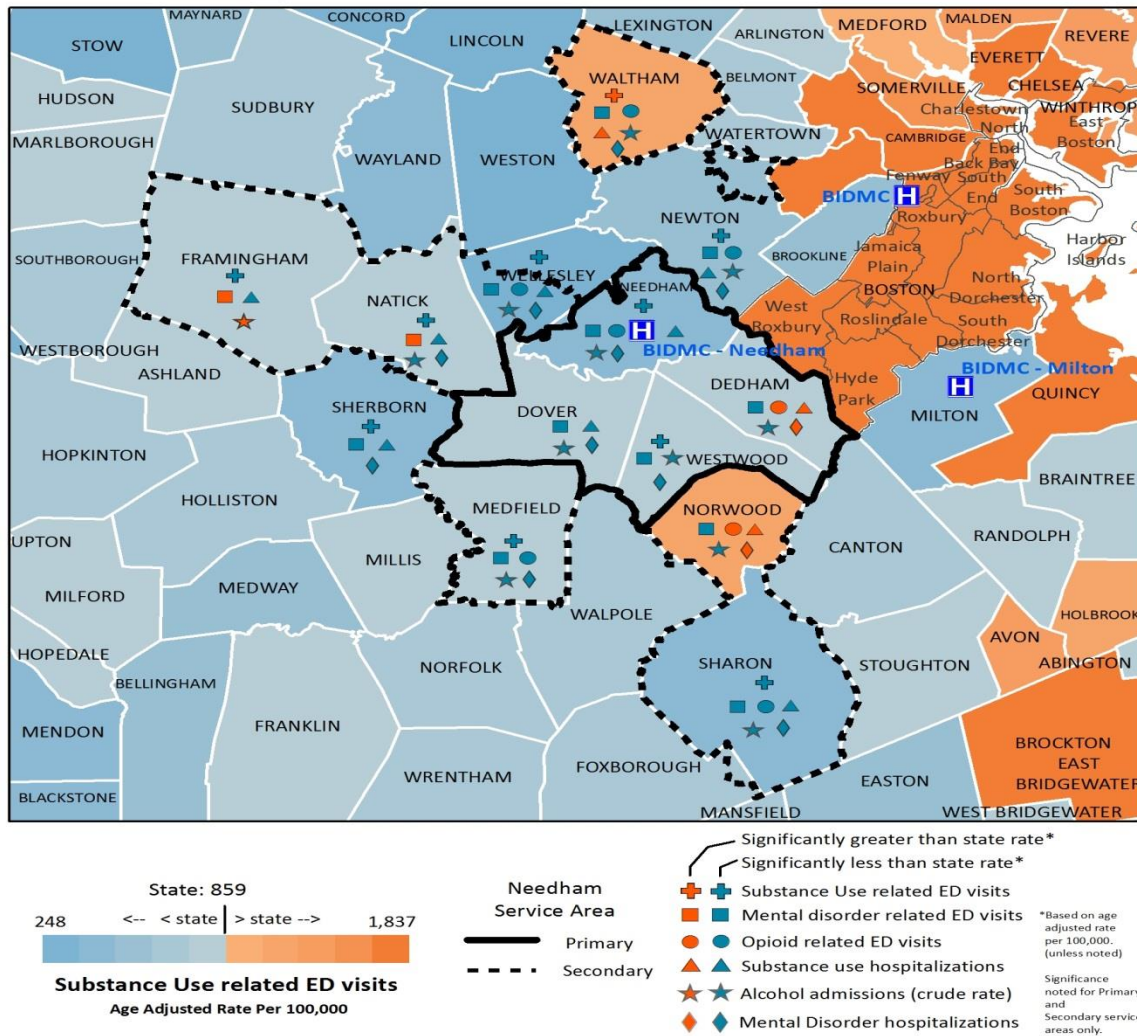 MAYNARD
CONCORD
LEXINGTON
MEDFORD
MALDEN
REVERE
STOW
LINCOLN
ARLINGTON
EVERETT
HUDSON
SUDBURY
WALTHAM
BELMONT
SOMERVILLE
CHELSEA
Charlestown
WINTHROP
MARLBOROUGH
WAYLAND
WESTON
WATERTOWN
CAMBRIDGE
North
End
East
Boston
Back Bay
Fenway
South
End
BIDMC
H
Roxbury
South
Boston
NEWTON
BROOKLINE
Jamaica
Plain
Harbor
Islands
SOUTHBOROUGH
FRAMINGHAM
NATICK
WELLESLEY
NEEDHAM
BOSTON
North
Dorchester
West
Roxbury
Roslindale
South
Dorchester
H
BIDMC - Needham
WESTBOROUGH
ASHLAND
DEDHAM
Hyde
Park
BIDMC - Milton
H
QUINCY
MILTON
SHERBORN
DOVER
WESTWOOD
HOPKINTON
HOLLISTON
MEDFIELD
NORWOOD
BRAINTREE
UPTON
MILLIS
CANTON
RANDOLPH
MEDWAY
MILFORD
WALPOLE
HOLBROOK
HOPEDALE
NORFOLK
SHARON
STOUGHTON
AVON
ABINGTON
BELLINGHAM
FRANKLIN
MENDON
BROCKTON
EAST
BRIDGEWATER
WRENTHAM
FOXBOROUGH
EASTON
BLACKSTONE
MANSFIELD
WEST BRIDGEWATER
State: 859
248 <-- < state > state --> 1,837
Substance Use related ED visits
Age Adjusted Rate Per 100,000
Needham
Service Area
Primary
Secondary
Significantly greater than state rate*
Significantly less than state rate*
Substance Use related ED visits
Mental disorder related ED visits
Opioid related ED visits
Substance use hospitalizations
Alcohol admissions (crude rate)
Mental Disorder hospitalizations
*Based on age
adjusted rate
per 100,000.
(unless noted)
Significance
noted for Primary
and
Secondary service
areas only.